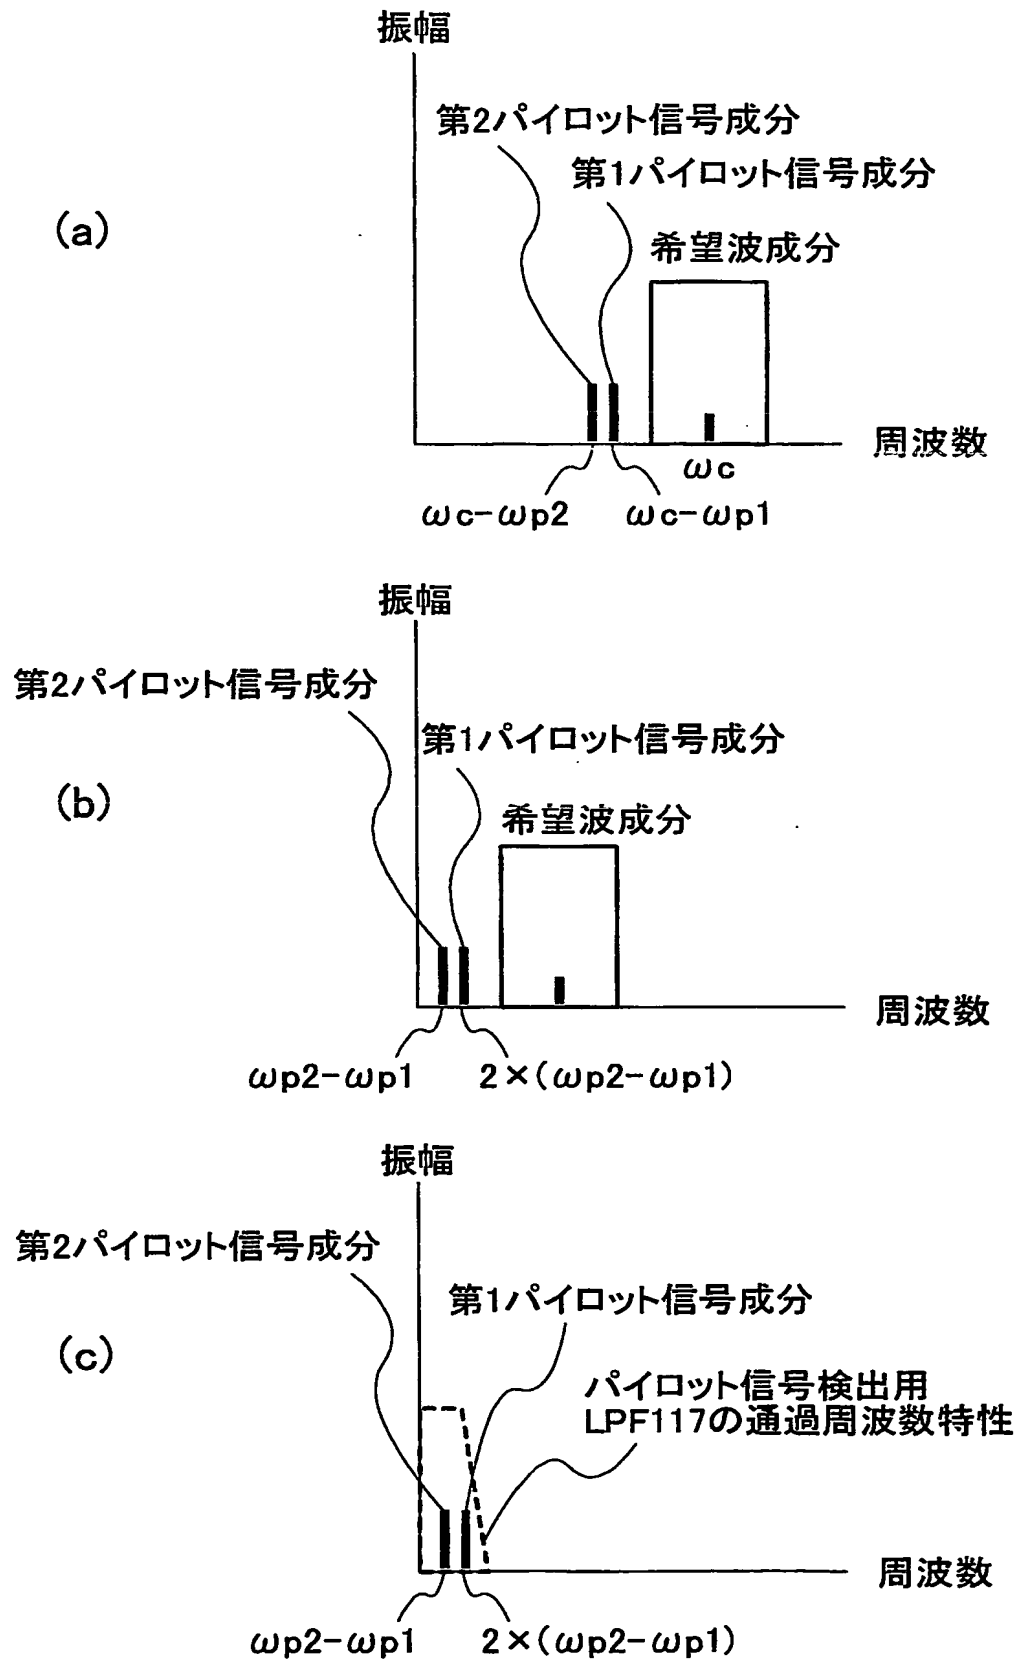 振幅
第2パイロット信号成分
第1パイロット信号成分
(a)
希望波成分
周波数
ωc
ωc-ωp2
ωc-ωp1
振幅
第2パイロット信号成分
第1パイロット信号成分
(b)
希望波成分
周波数
ωp2-ωp1
2×(ωp2-ωp1)
振幅
第2パイロット信号成分
第1パイロット信号成分
(c)
パイロット信号検出用
LPF117の通過周波数特性
周波数
ωp2-ωp1
2×(ωp2-ωp1)